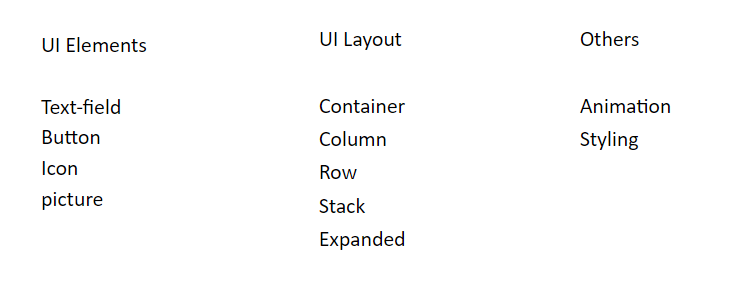 UI Elements
Text-field
Button
Icon
picture
UI Layout
Container
Column
Row
Stack
Expanded
Others
Animation
Styling